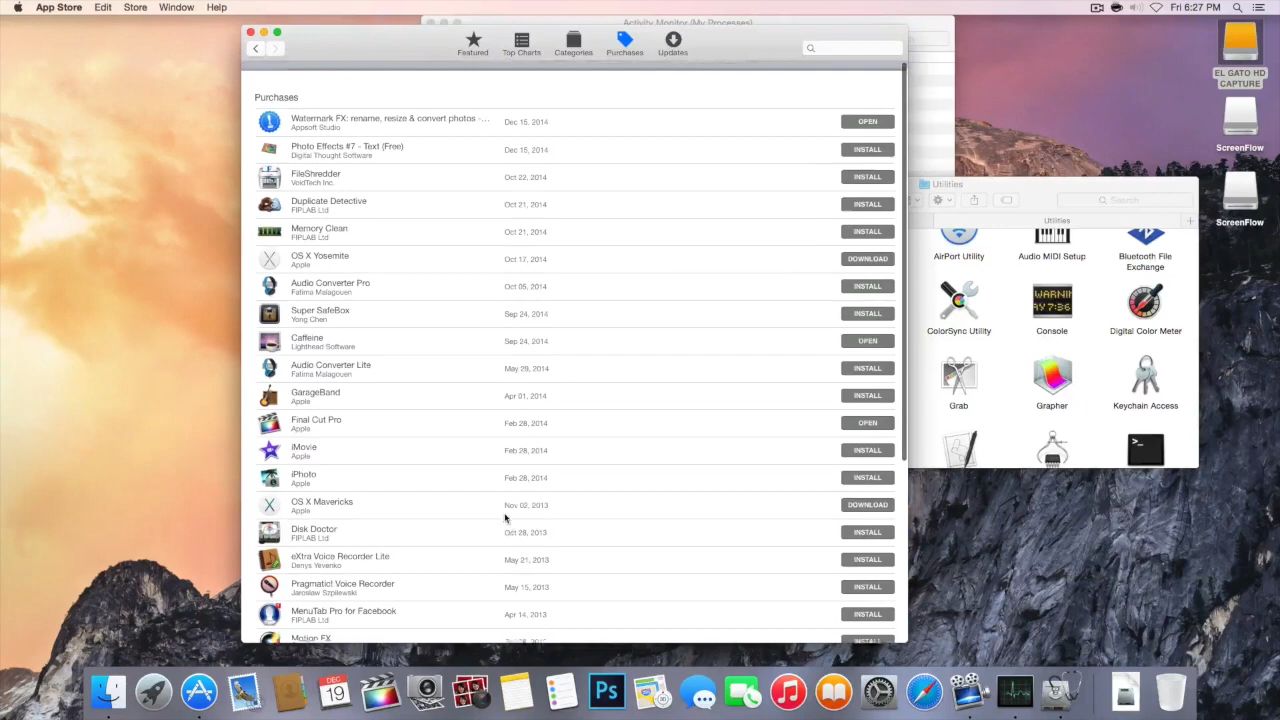 App Store Edit Store Window Help
Fri 6:27 PM
Activity Monitor (My Processes)
Featured Top Charts Categories Purchases Updates
Purchases
Watermark FX: rename, resize & convert photos -...
Appsoft Studio
Dec 15, 2014
OPEN
Photo Effects #7 - Text (Free)
Digital Thought Software
Dec 15, 2014
INSTALL
FileShredder
VoidTech Inc.
Oct 22, 2014
INSTALL
Duplicate Detective
FIPLAB Ltd
Oct 21, 2014
INSTALL
Memory Clean
FIPLAB Ltd
Oct 21, 2014
INSTALL
OS X Yosemite
Apple
Oct 17, 2014
DOWNLOAD
Audio Converter Pro
Fatima Malagouen
Oct 05, 2014
INSTALL
Super SafeBox
Yong Chen
Sep 24, 2014
INSTALL
Caffeine
Lighthead Software
Sep 24, 2014
OPEN
Audio Converter Lite
Fatima Malagouen
May 29, 2014
INSTALL
GarageBand
Apple
Apr 01, 2014
INSTALL
Final Cut Pro
Apple
Feb 28, 2014
OPEN
iMovie
Apple
Feb 28, 2014
INSTALL
iPhoto
Apple
Feb 28, 2014
INSTALL
OS X Mavericks
Apple
Nov 02, 2013
DOWNLOAD
Disk Doctor
FIPLAB Ltd
Oct 28, 2013
INSTALL
eXtra Voice Recorder Lite
Denys Yevenko
May 21, 2013
INSTALL
Pragmatic! Voice Recorder
Jaroslaw Szpilewski
May 15, 2013
INSTALL
MenuTab Pro for Facebook
FIPLAB Ltd
Apr 14, 2013
INSTALL
Motion FX
INSTALL
Utilities
Search
Utilities
AirPort Utility
Audio MIDI Setup
Bluetooth File
Exchange
ColorSync Utility
WARNIN
AY 7:36
Console
Digital Color Meter
Grab
Grapher
Keychain Access
EL GATO HD
CAPTURE
ScreenFlow
ScreenFlow
DEC
19
Ps